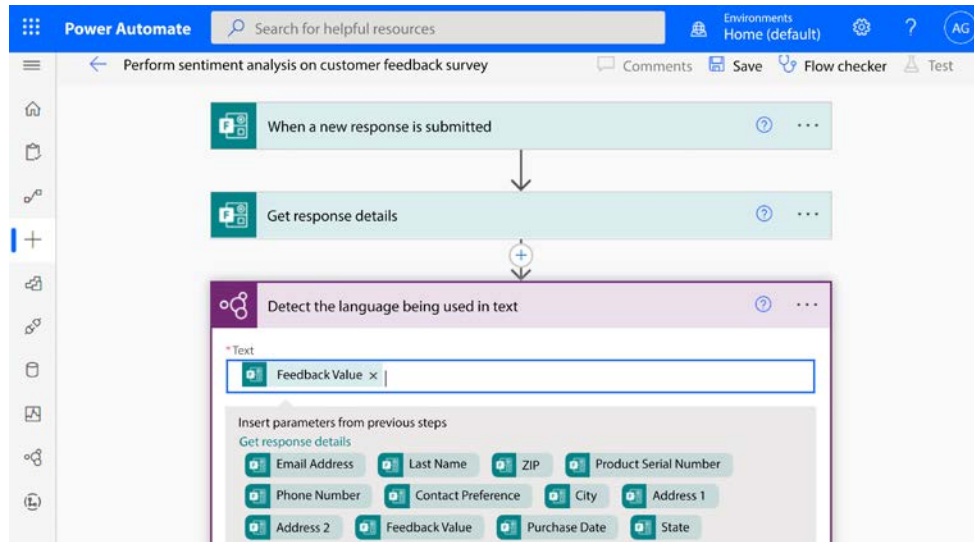 Power Automate
Search for helpful resources
Environments
Home (default)
?
AG
Perform sentiment analysis on customer feedback survey
Comments
Save
Flow checker
Test
F
When a new response is submitted
?
...
F
Get response details
?
...
+
Detect the language being used in text
?
...
*Text
Feedback Value ×
Insert parameters from previous steps
Get response details
Email Address Last Name ZIP Product Serial Number
Phone Number Contact Preference City Address 1
Address 2 Feedback Value Purchase Date State